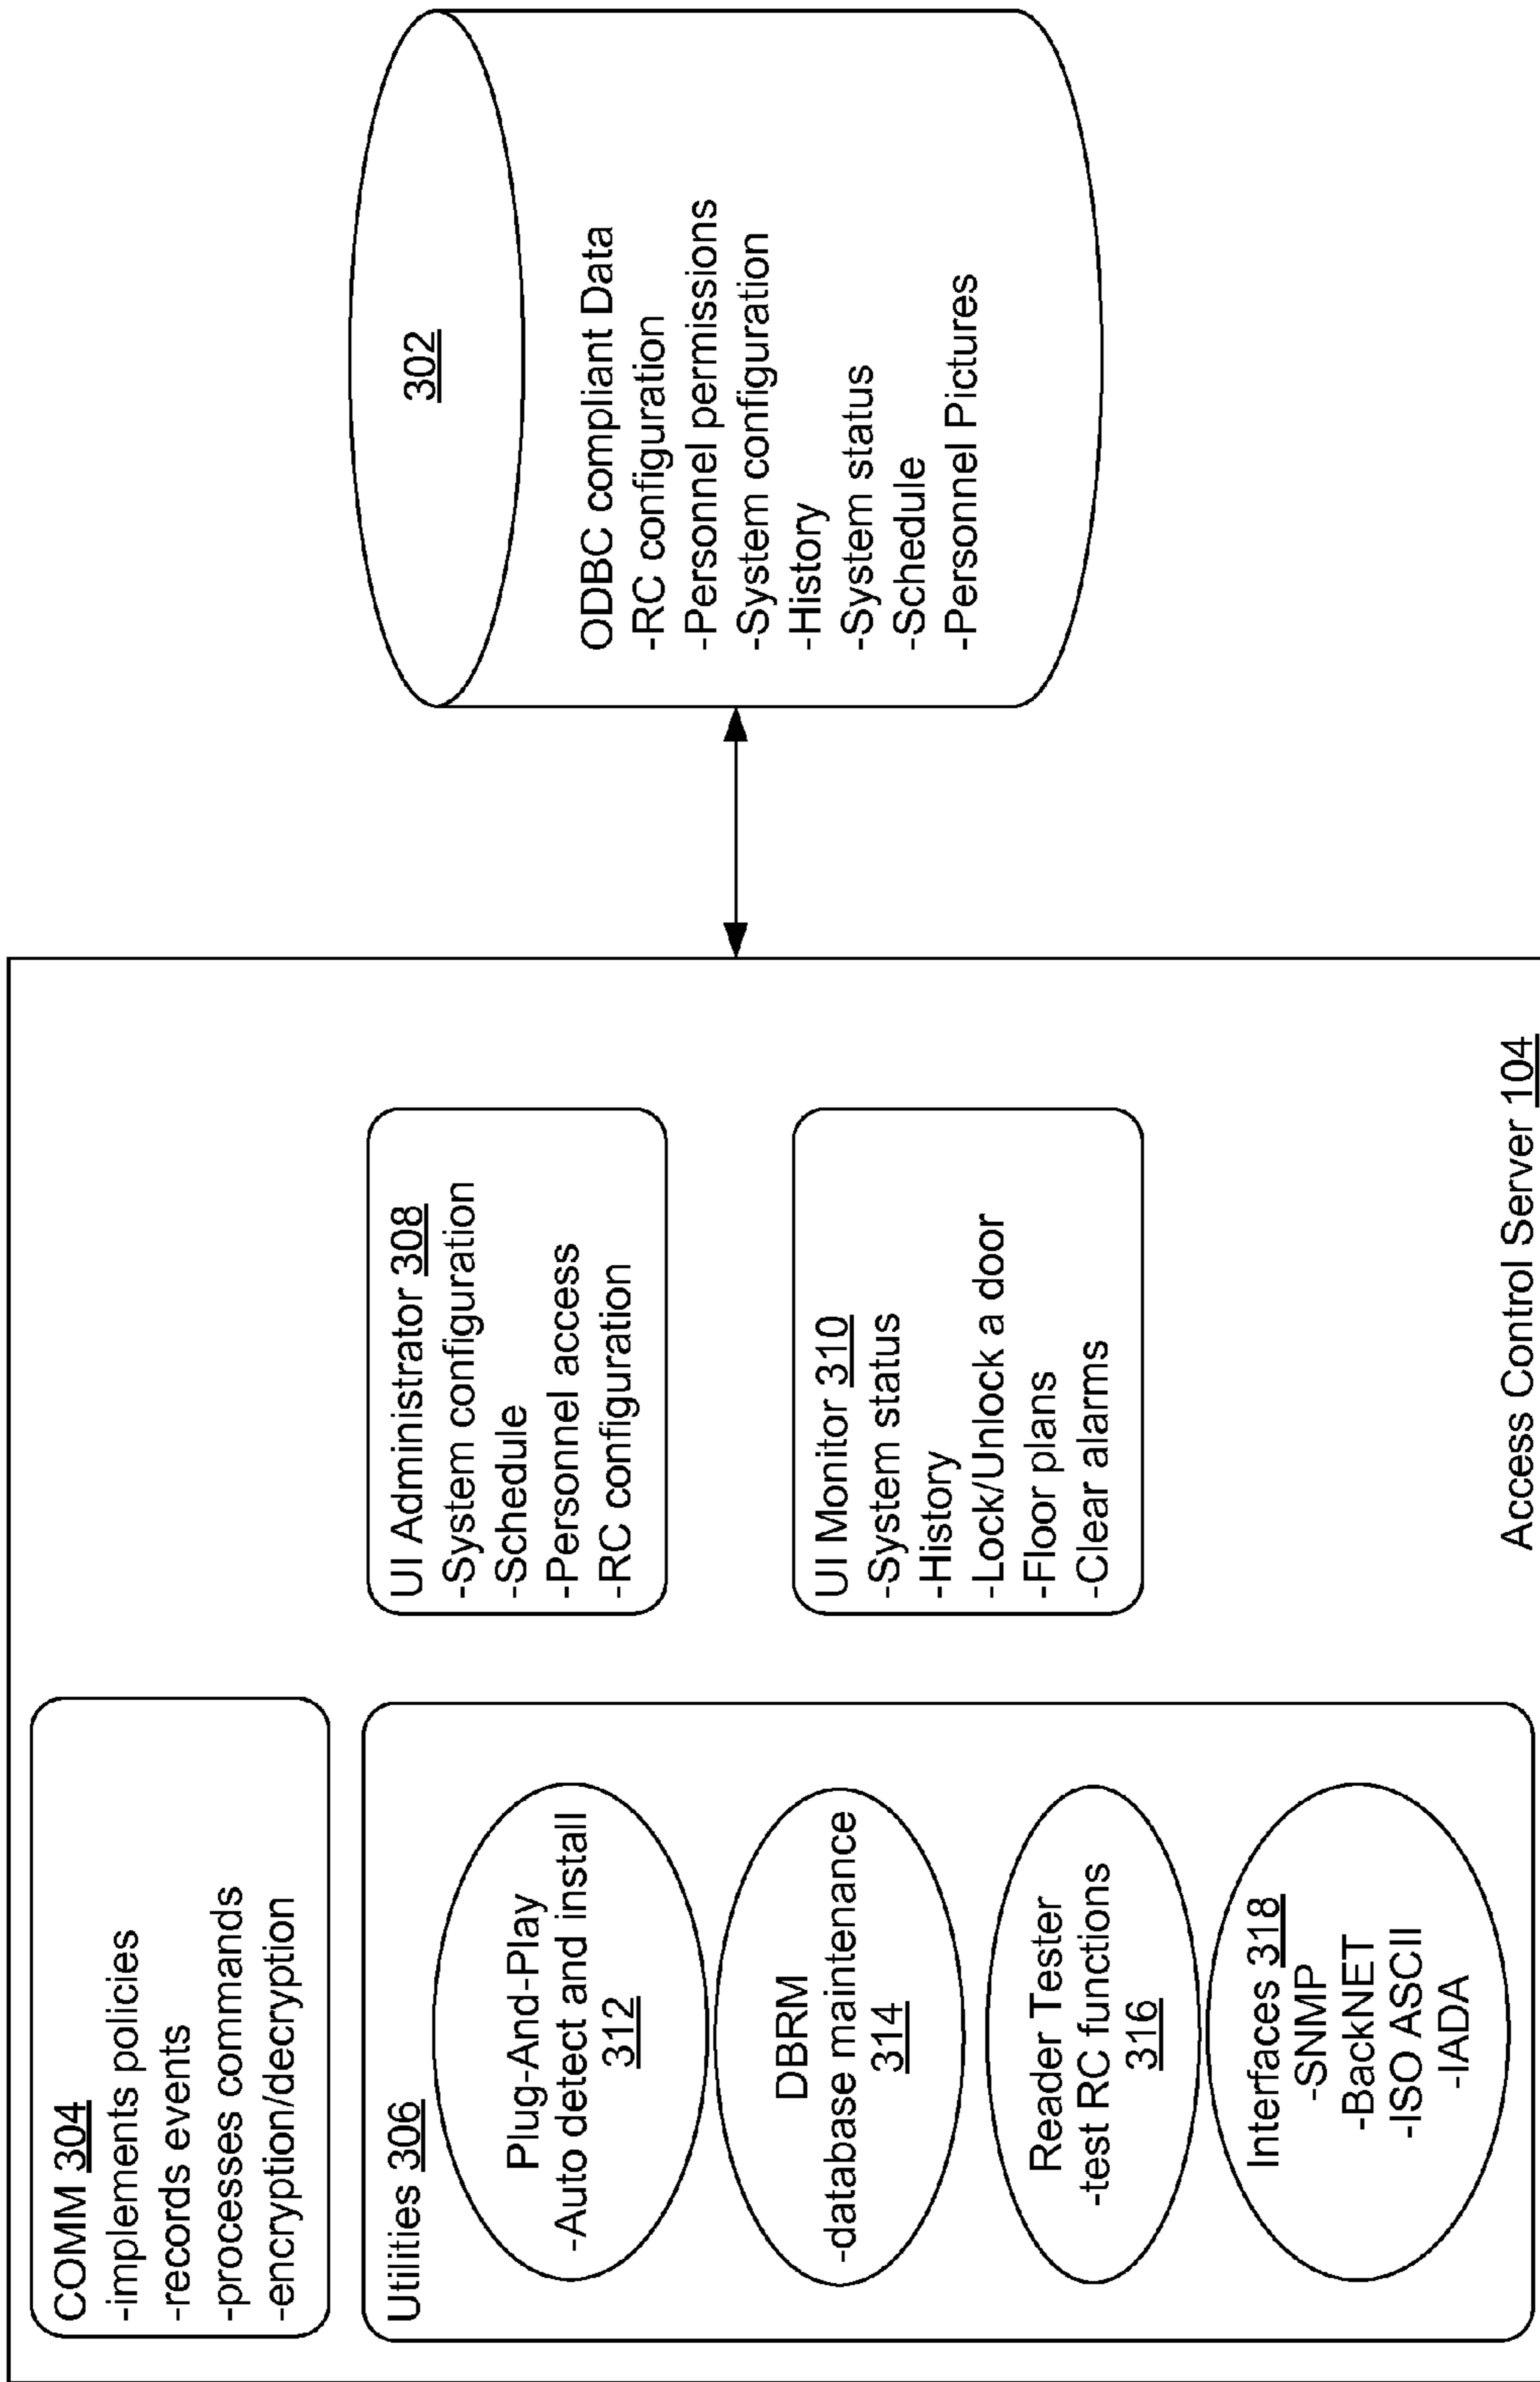 COMM 304
-implements policies
-records events
-processes commands
-encryption/decryption
Utilities 306
Plug-And-Play
-Auto detect and install
312
DBRM
-database maintenance
314
Reader Tester
-test RC functions
316
Interfaces 318
-SNMP
-BackNET
-ISO ASCII
-IADA
UI Administrator 308
-System configuration
-Schedule
-Personnel access
-RC configuration
UI Monitor 310
-System status
-History
-Lock/Unlock a door
-Floor plans
-Clear alarms
Access Control Server 104
302
ODBC compliant Data
-RC configuration
-Personnel permissions
-System configuration
-History
-System status
-Schedule
-Personnel Pictures